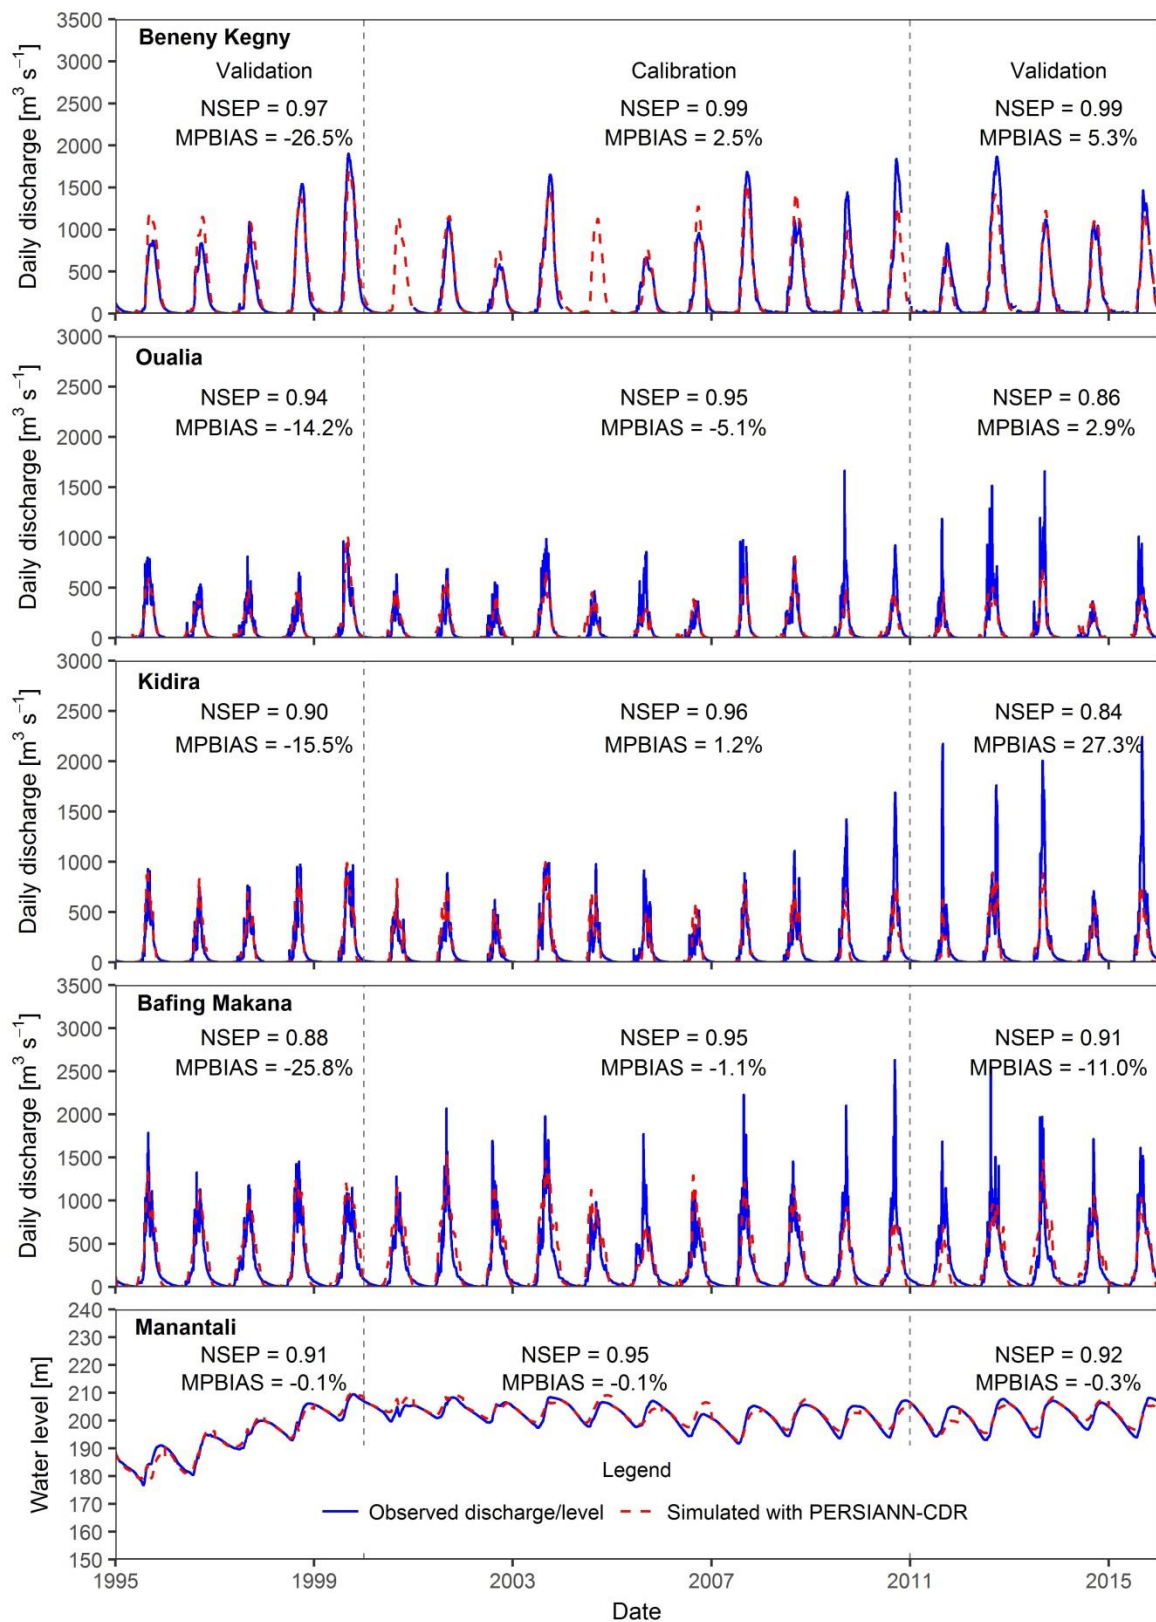 Beneny Kegny
Validation Calibration Validation
NSEP = 0.97 NSEP = 0.99 NSEP = 0.99
MPBIAS = -26.5% MPBIAS = 2.5% MPBIAS = 5.3%
Daily discharge [m³ s⁻¹]
3500
3000
2500
2000
1500
1000
500
0
Oualia
NSEP = 0.94 NSEP = 0.95 NSEP = 0.86
MPBIAS = -14.2% MPBIAS = -5.1% MPBIAS = 2.9%
Daily discharge [m³ s⁻¹]
3000
2500
2000
1500
1000
500
0
Kidira
NSEP = 0.90 NSEP = 0.96 NSEP = 0.84
MPBIAS = -15.5% MPBIAS = 1.2% MPBIAS = 27.3%
Daily discharge [m³ s⁻¹]
3000
2500
2000
1500
1000
500
0
Bafing Makana
NSEP = 0.88 NSEP = 0.95 NSEP = 0.91
MPBIAS = -25.8% MPBIAS = -1.1% MPBIAS = -11.0%
Daily discharge [m³ s⁻¹]
3500
3000
2500
2000
1500
1000
500
0
Manantali
NSEP = 0.91 NSEP = 0.95 NSEP = 0.92
MPBIAS = -0.1% MPBIAS = -0.1% MPBIAS = -0.3%
Water level [m]
240
230
220
210
200
190
180
170
160
150
Legend
Observed discharge/level Simulated with PERSIANN-CDR
1995 1999 2003 2007 2011 2015
Date